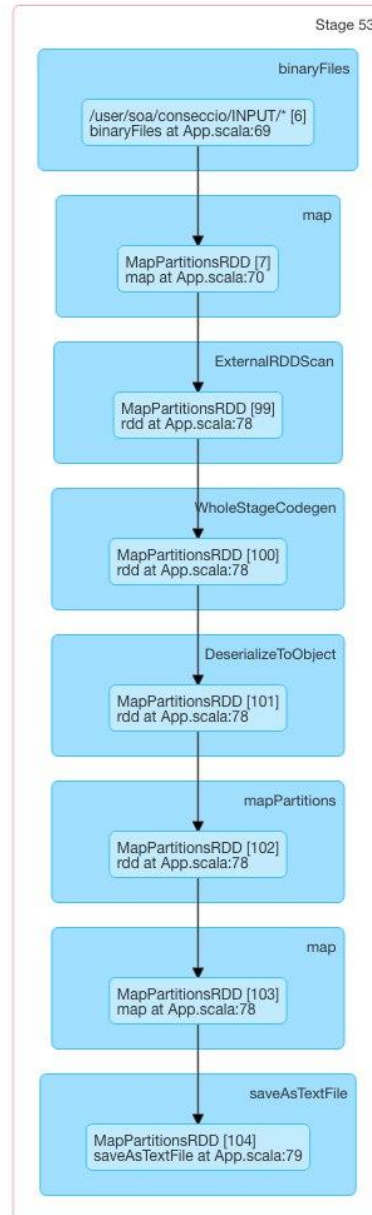 Stage 53
binaryFiles
/user/soa/conseccio/INPUT/* [6]
binaryFiles at App.scala:69
map
MapPartitionsRDD [7]
map at App.scala:70
ExternalRDDScan
MapPartitionsRDD [99]
rdd at App.scala:78
WholeStageCodegen
MapPartitionsRDD [100]
rdd at App.scala:78
DeserializeToObject
MapPartitionsRDD [101]
rdd at App.scala:78
mapPartitions
MapPartitionsRDD [102]
rdd at App.scala:78
map
MapPartitionsRDD [103]
map at App.scala:78
saveAsTextFile
MapPartitionsRDD [104]
saveAsTextFile at App.scala:79